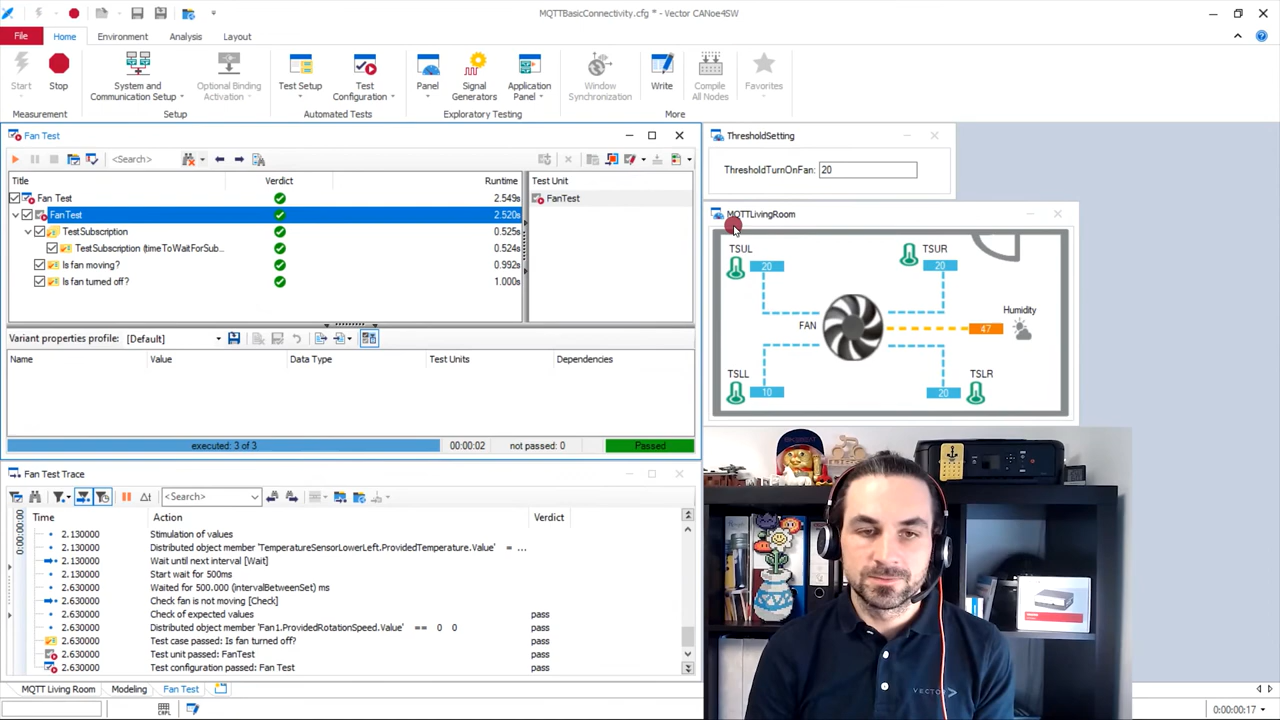 MQTTBasicConnectivity.cfg * - Vector CANoe4SW
File Home Environment Analysis Layout
Start Stop System and Communication Setup Optional Binding Activation Test Setup Test Configuration Panel Signal Generators Application Panel Window Synchronization Write Compile All Nodes Favorites
Measurement Setup Automated Tests Exploratory Testing More
Fan Test
<Search>
Title Verdict Runtime Test Unit
Fan Test 2.549s FanTest
FanTest 2.520s
TestSubscription 0.525s
TestSubscription (timeToWaitForSub... 0.524s
Is fan moving? 0.992s
Is fan turned off? 1.000s
Variant properties profile: [Default]
Name Value Data Type Test Units Dependencies
executed: 3 of 3 00:00:02 not passed: 0 Passed
ThresholdSetting
ThresholdTurnOnFan: 20
MQTTLivingRoom
TSUL TSUR
20 20
Humidity
FAN 47
TSLL TSLR
10 20
Fan Test Trace
<Search>
0:00:00:00
Time Action Verdict
2.130000 Stimulation of values
2.130000 Distributed object member 'TemperatureSensorLowerLeft.ProvidedTemperature.Value' = ...
2.130000 Wait until next interval [Wait]
2.130000 Start wait for 500ms
2.630000 Waited for 500.000 (intervalBetweenSet) ms
2.630000 Check fan is not moving [Check]
2.630000 Check of expected values pass
2.630000 Distributed object member 'Fan1.ProvidedRotationSpeed.Value' == 0 0 pass
2.630000 Test case passed: Is fan turned off? pass
2.630000 Test unit passed: FanTest pass
2.630000 Test configuration passed: Fan Test pass
VECTOR
MQTT Living Room Modeling Fan Test
CAPL
0:00:00:17